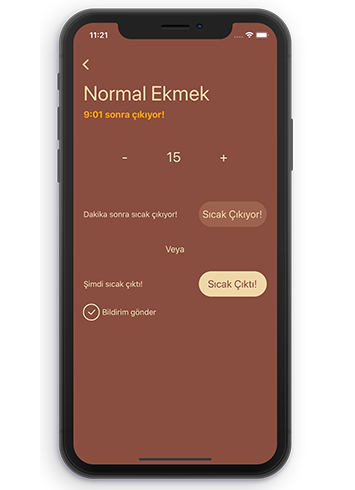 11:21
Normal Ekmek
9:01 sonra çıkıyor!
- 15 +
Dakika sonra sıcak çıkıyor! Sıcak Çıkıyor!
Veya
Şimdi sıcak çıktı! Sıcak Çıktı!
Bildirim gönder